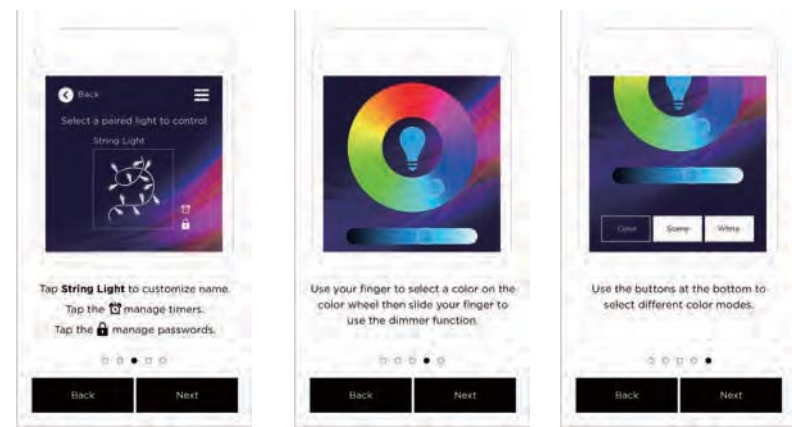 Back
Select a paired light to control
String Light
Tap String Light to customize name.
Tap the manage timers.
Tap the manage passwords.
Back Next
Use your finger to select a color on the
color wheel then slide your finger to
use the dimmer function.
Back Next
Color Scene White
Use the buttons at the bottom to
select different color modes.
Back Next